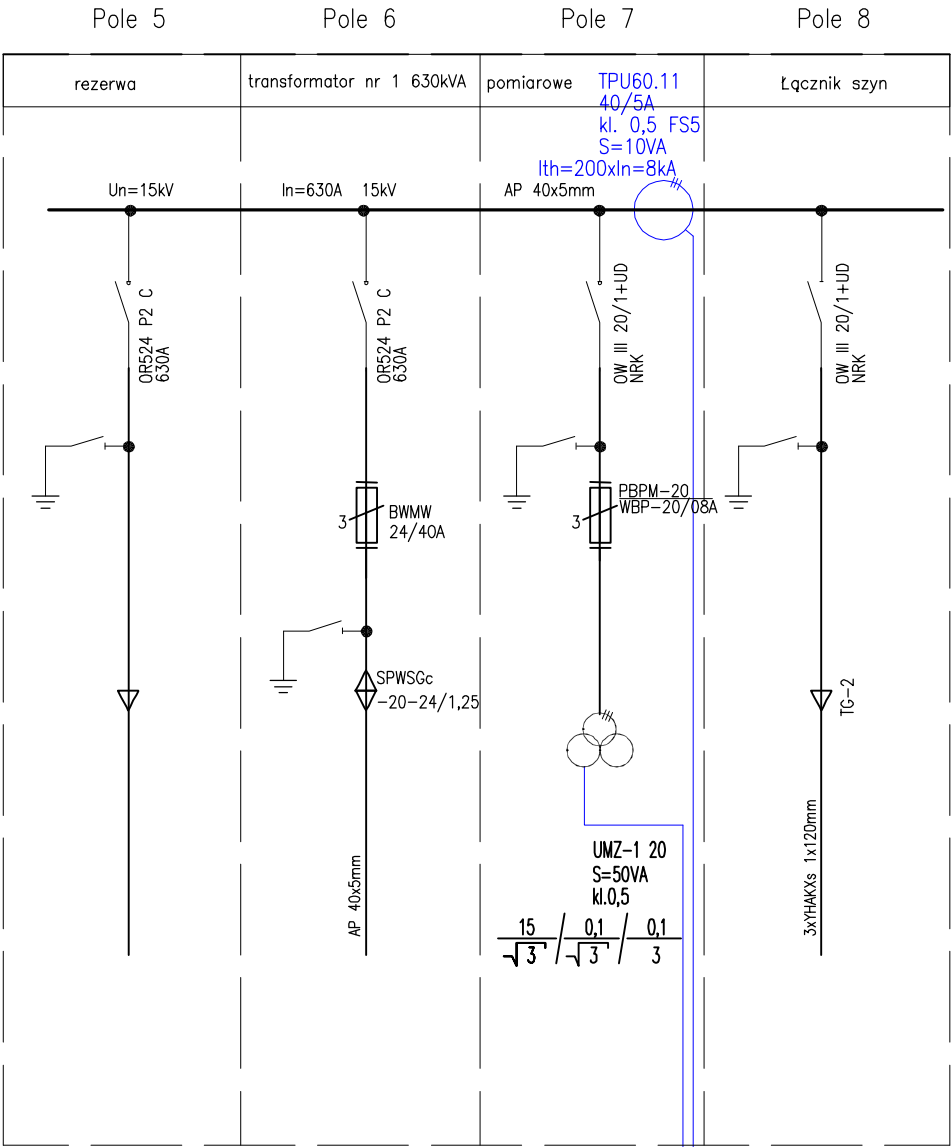 Pole 5
Pole 6
Pole 7
Pole 8
rezerwa
transformator nr 1 630kVA
pomiarowe
TPU60.11
40/5A
kl. 0,5 FS5
S=10VA
Ith=200xIn=8kA
Łącznik szyn
Un=15kV
In=630A 15kV
AP 40x5mm
OR524 P2 C
630A
OR524 P2 C
630A
OW III 20/1+UD
NRK
OW III 20/1+UD
NRK
3
BWMW
24/40A
3
PBPM-20
WBP-20/08A
SPWSGc
-20-24/1,25
TG-2
AP 40x5mm
UMZ-1 20
S=50VA
kl.0,5
15/√3 / 0,1/√3 / 0,1/3
3xYHAKXs 1x120mm